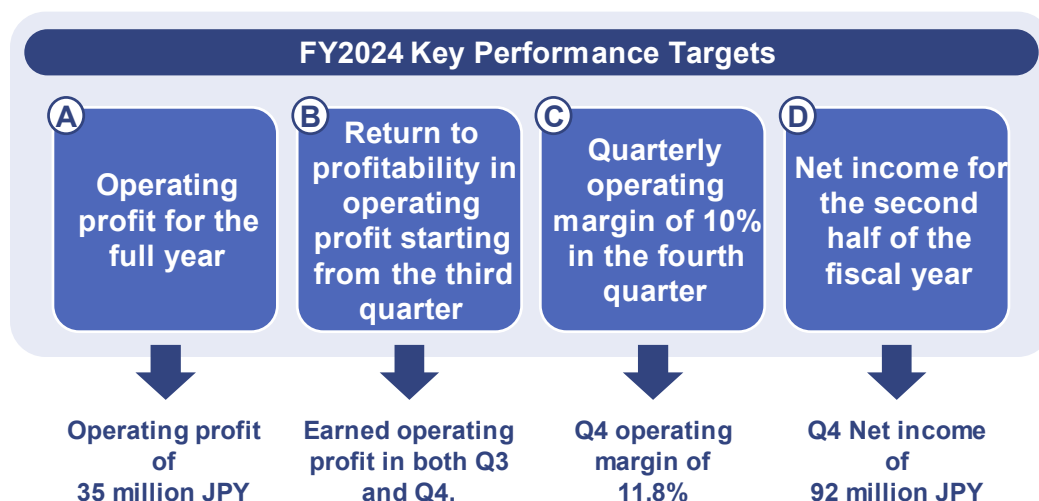 FY2024 Key Performance Targets
A
Operating
profit for the
full year
B
Return to
profitability in
operating
profit starting
from the third
quarter
C
Quarterly
operating
margin of 10%
in the fourth
quarter
D
Net income for
the second
half of the
fiscal year
Operating profit
of
35 million JPY
Earned operating
profit in both Q3
and Q4.
Q4 operating
margin of
11.8%
Q4 Net income
of
92 million JPY